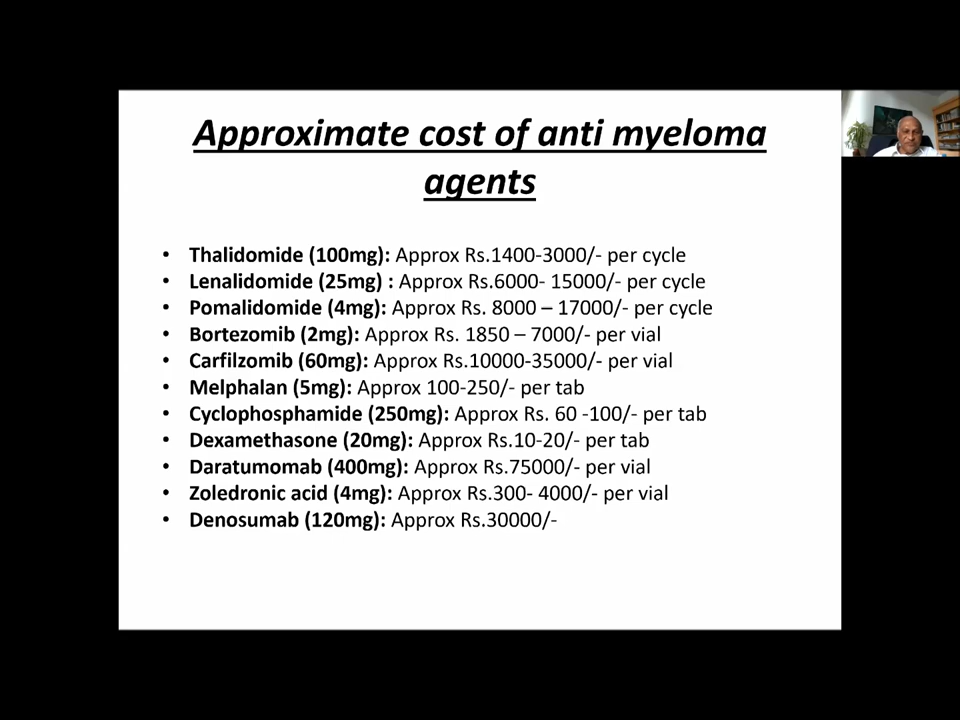 Approximate cost of anti myeloma
agents
• Thalidomide (100mg): Approx Rs.1400-3000/- per cycle
• Lenalidomide (25mg) : Approx Rs.6000- 15000/- per cycle
• Pomalidomide (4mg): Approx Rs. 8000 – 17000/- per cycle
• Bortezomib (2mg): Approx Rs. 1850 – 7000/- per vial
• Carfilzomib (60mg): Approx Rs.10000-35000/- per vial
• Melphalan (5mg): Approx 100-250/- per tab
• Cyclophosphamide (250mg): Approx Rs. 60 -100/- per tab
• Dexamethasone (20mg): Approx Rs.10-20/- per tab
• Daratumomab (400mg): Approx Rs.75000/- per vial
• Zoledronic acid (4mg): Approx Rs.300- 4000/- per vial
• Denosumab (120mg): Approx Rs.30000/-